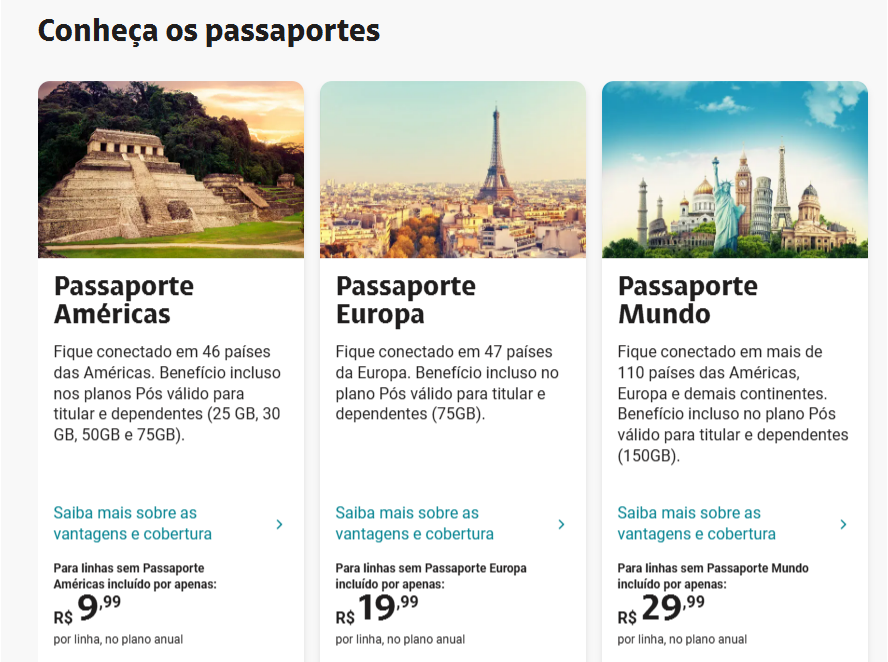 Conheça os passaportes
Passaporte
Américas
Fique conectado em 46 países
das Américas. Benefício incluso
nos planos Pós válido para
titular e dependentes (25 GB, 30
GB, 50GB e 75GB).
Saiba mais sobre as
vantagens e cobertura
Para linhas sem Passaporte
Américas incluído por apenas:
R$ 9,99
por linha, no plano anual
Passaporte
Europa
Fique conectado em 47 países
da Europa. Benefício incluso no
plano Pós válido para titular e
dependentes (75GB).
Saiba mais sobre as
vantagens e cobertura
Para linhas sem Passaporte Europa
incluído por apenas:
R$ 19,99
por linha, no plano anual
Passaporte
Mundo
Fique conectado em mais de
110 países das Américas,
Europa e demais continentes.
Benefício incluso no plano Pós
válido para titular e dependentes
(150GB).
Saiba mais sobre as
vantagens e cobertura
Para linhas sem Passaporte Mundo
incluído por apenas:
R$ 29,99
por linha, no plano anual